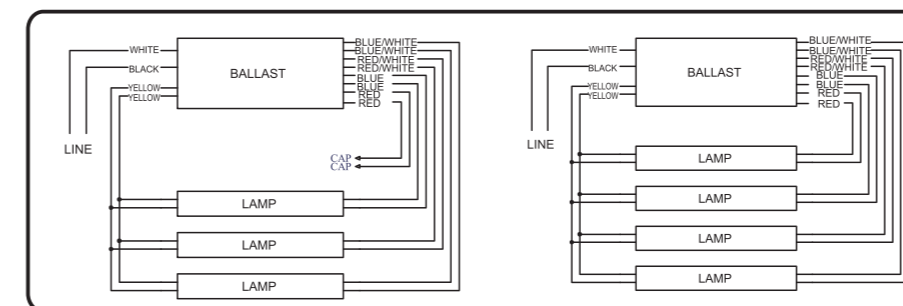 WHITE
BLACK
YELLOW
YELLOW
BALLAST
BLUE/WHITE
BLUE/WHITE
RED/WHITE
RED/WHITE
BLUE
BLUE
RED
RED
LINE
CAP
CAP
LAMP
LAMP
LAMP
WHITE
BLACK
YELLOW
YELLOW
BALLAST
BLUE/WHITE
BLUE/WHITE
RED/WHITE
RED/WHITE
BLUE
BLUE
RED
RED
LINE
LAMP
LAMP
LAMP
LAMP